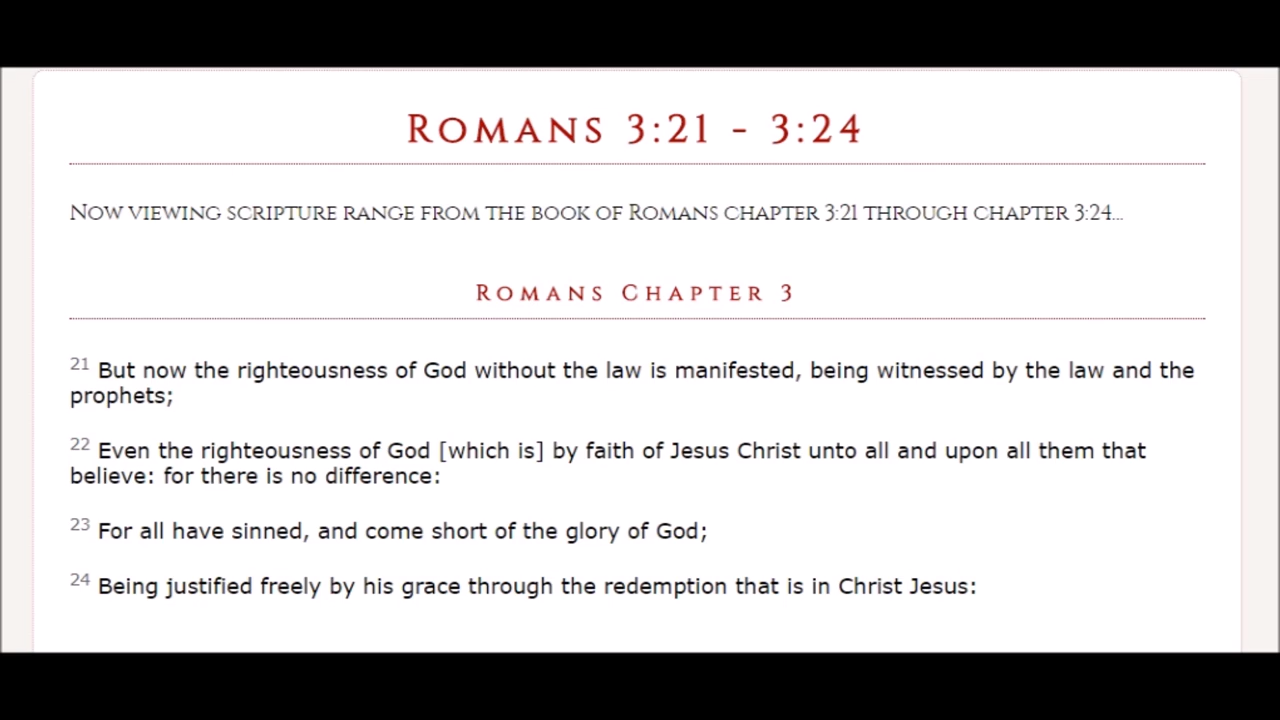 Romans 3:21 - 3:24
Now viewing scripture range from the book of Romans chapter 3:21 through chapter 3:24...
Romans Chapter 3
21 But now the righteousness of God without the law is manifested, being witnessed by the law and the
prophets;
22 Even the righteousness of God [which is] by faith of Jesus Christ unto all and upon all them that
believe: for there is no difference:
23 For all have sinned, and come short of the glory of God;
24 Being justified freely by his grace through the redemption that is in Christ Jesus: